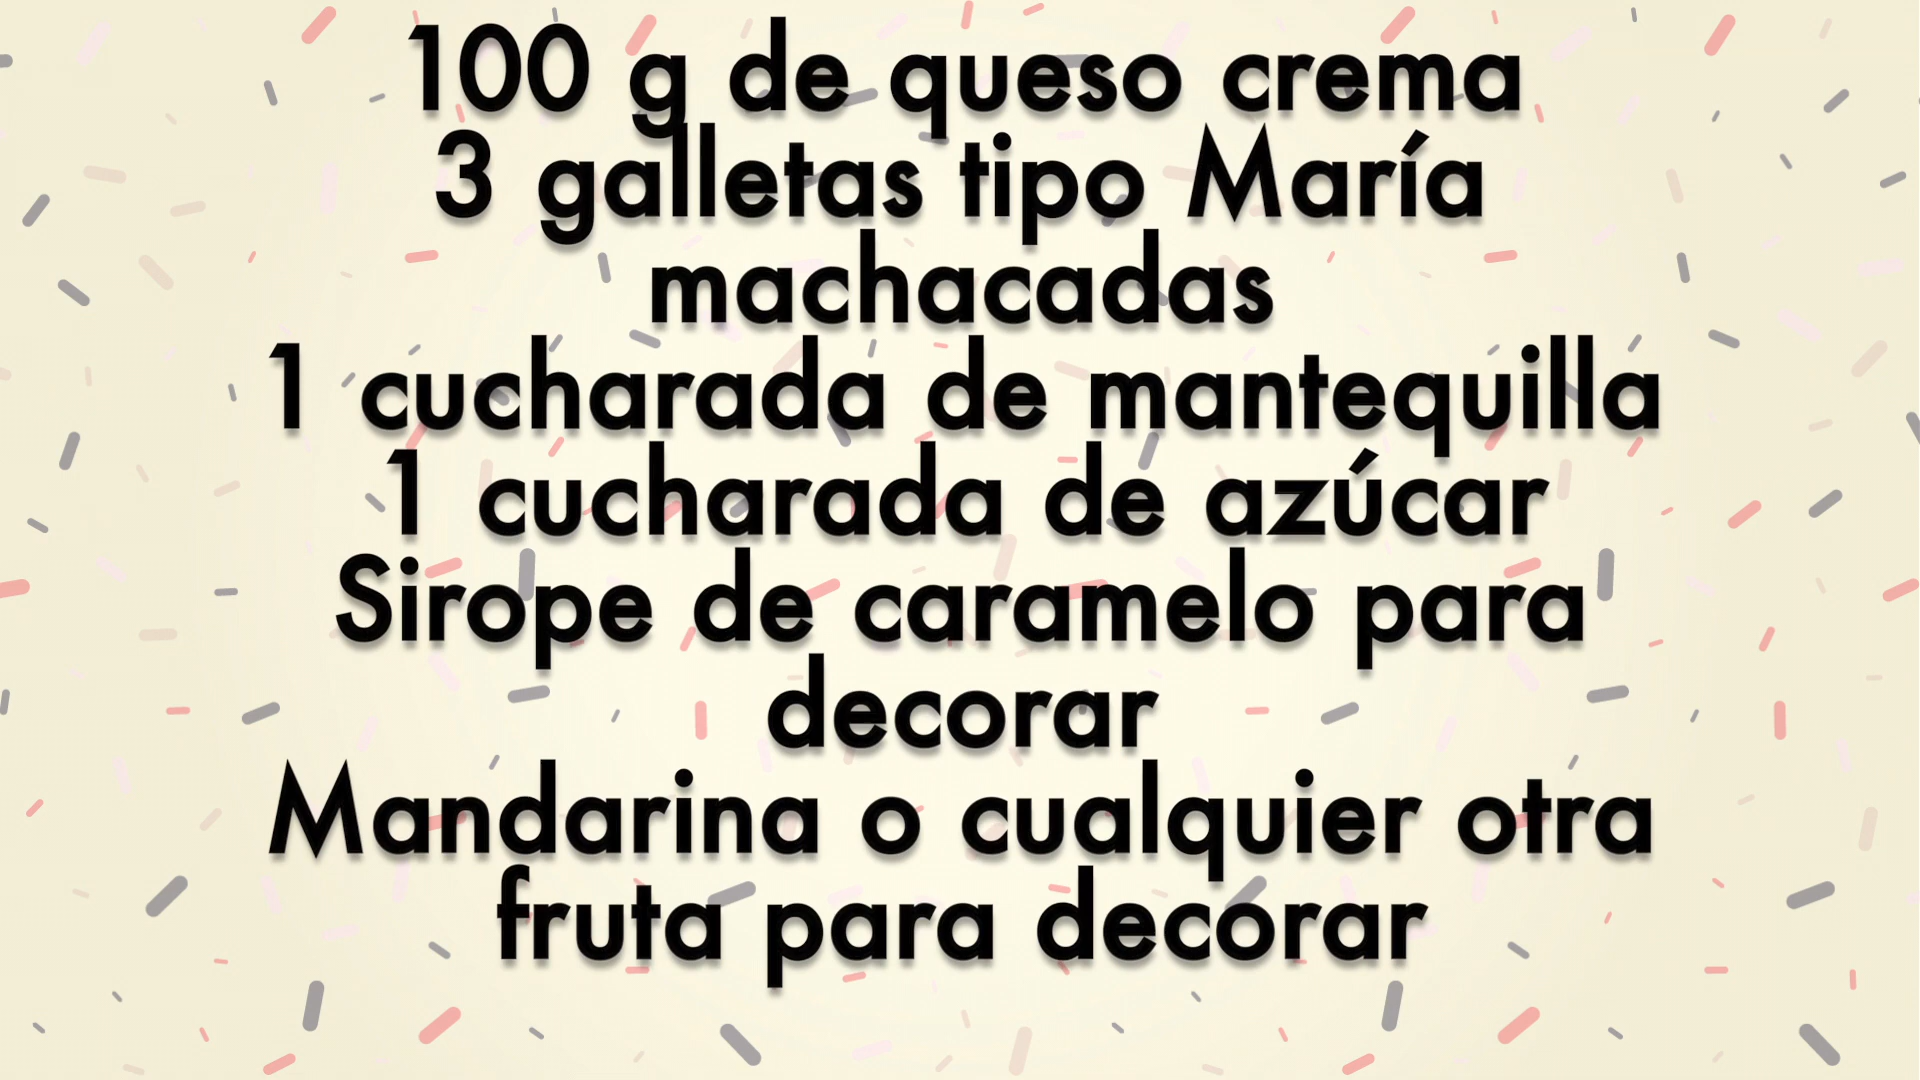 100 g de queso crema
3 galletas tipo María
machacadas
1 cucharada de mantequilla
1 cucharada de azúcar
Sirope de caramelo para
decorar
Mandarina o cualquier otra
fruta para decorar